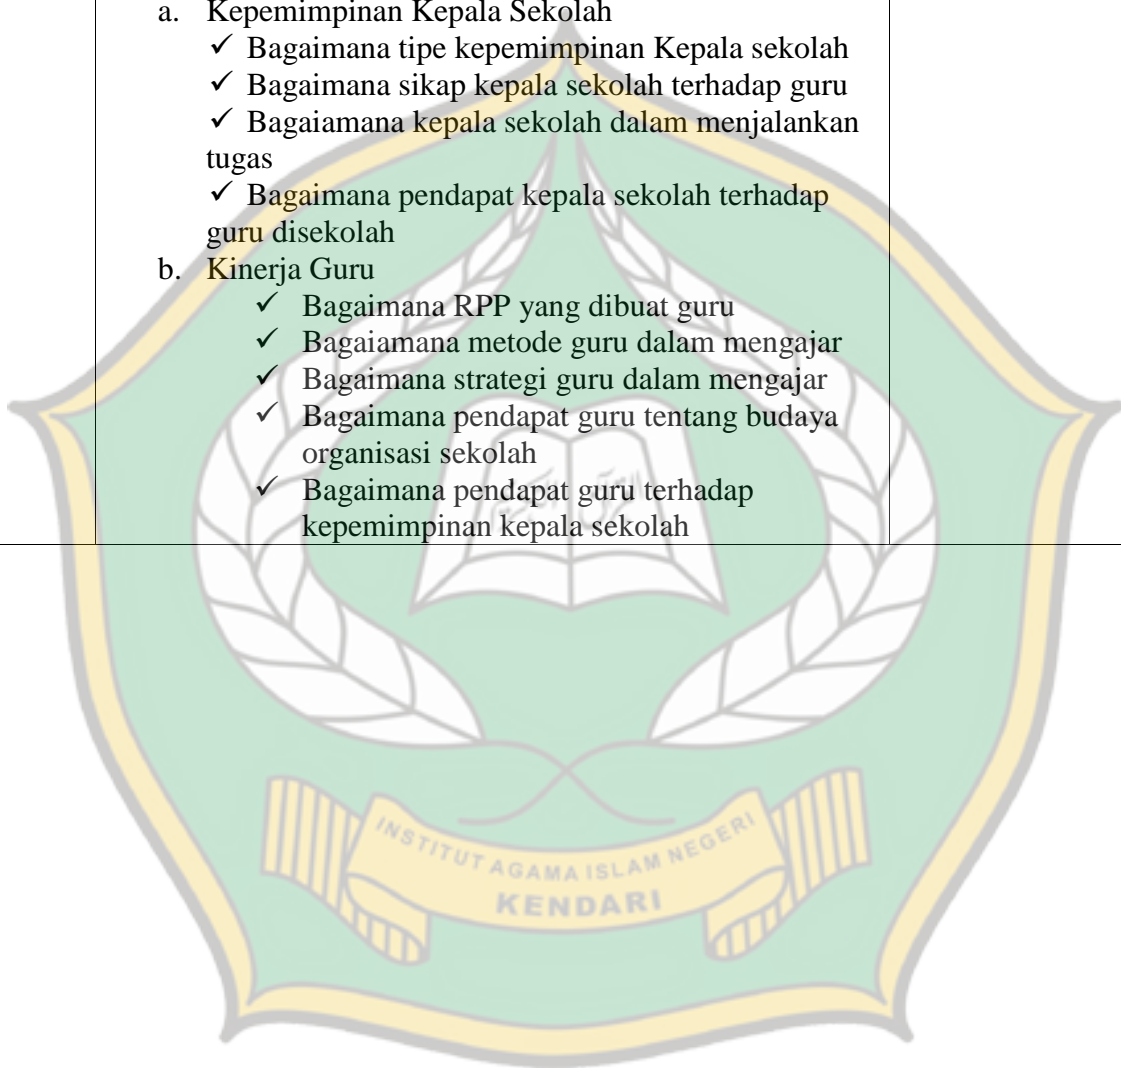 a. Kepemimpinan Kepala Sekolah
✓ Bagaimana tipe kepemimpinan Kepala sekolah
✓ Bagaimana sikap kepala sekolah terhadap guru
✓ Bagaiamana kepala sekolah dalam menjalankan
tugas
✓ Bagaimana pendapat kepala sekolah terhadap
guru disekolah
b. Kinerja Guru
✓ Bagaimana RPP yang dibuat guru
✓ Bagaiamana metode guru dalam mengajar
✓ Bagaimana strategi guru dalam mengajar
✓ Bagaimana pendapat guru tentang budaya
organisasi sekolah
✓ Bagaimana pendapat guru terhadap
kepemimpinan kepala sekolah
INSTITUT AGAMA ISLAM NEGERI
KENDARI